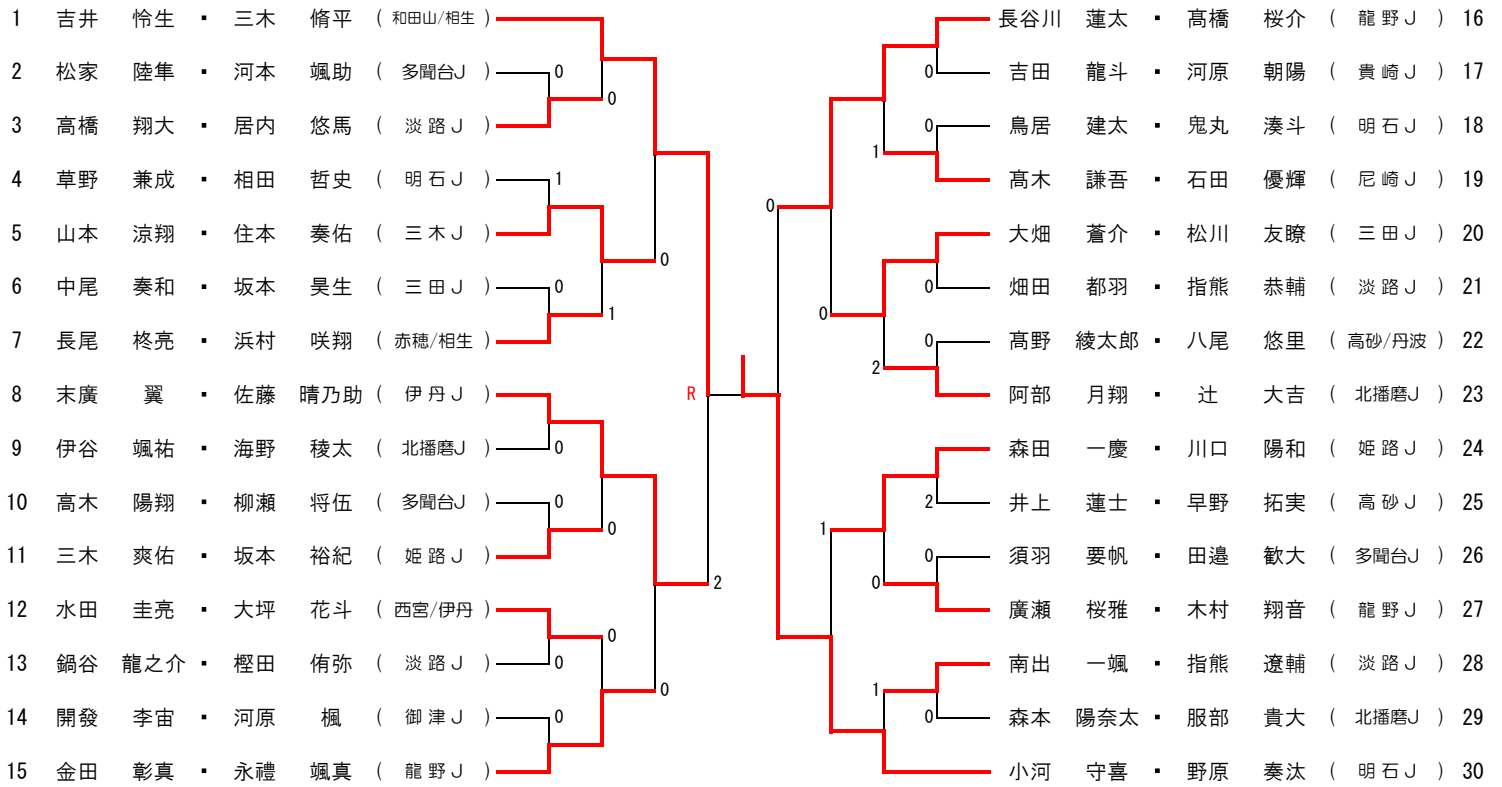 1 吉井 怜生 ・ 三木 脩平 ( 和田山/相生 )
2 松家 陸隼 ・ 河本 颯助 ( 多聞台J )
0
0
3 高橋 翔大 ・ 居内 悠馬 ( 淡路J )
4 草野 兼成 ・ 相田 哲史 ( 明石J )
1
5 山本 涼翔 ・ 住本 奏佑 ( 三木J )
0
6 中尾 奏和 ・ 坂本 昊生 ( 三田J )
0
1
7 長尾 柊亮 ・ 浜村 咲翔 ( 赤穂/相生 )
R
8 末廣 翼 ・ 佐藤 晴乃助 ( 伊丹J )
9 伊谷 颯祐 ・ 海野 稜太 ( 北播磨J )
0
10 高木 陽翔 ・ 柳瀬 将伍 ( 多聞台J )
0
0
11 三木 爽佑 ・ 坂本 裕紀 ( 姫路J )
2
12 水田 圭亮 ・ 大坪 花斗 ( 西宮/伊丹 )
0
13 鍋谷 龍之介 ・ 樫田 侑弥 ( 淡路J )
0
0
14 開發 李宙 ・ 河原 楓 ( 御津J )
0
15 金田 彰真 ・ 永禮 颯真 ( 龍野J )
長谷川 蓮太 ・ 髙橋 桜介 ( 龍野J ) 16
0
吉田 龍斗 ・ 河原 朝陽 ( 貴崎J ) 17
0
鳥居 建太 ・ 鬼丸 湊斗 ( 明石J ) 18
1
髙木 謙吾 ・ 石田 優輝 ( 尼崎J ) 19
0
大畑 蒼介 ・ 松川 友瞭 ( 三田J ) 20
0
畑田 都羽 ・ 指熊 恭輔 ( 淡路J ) 21
0
0
髙野 綾太郎 ・ 八尾 悠里 ( 高砂/丹波 ) 22
2
阿部 月翔 ・ 辻 大吉 ( 北播磨J ) 23
森田 一慶 ・ 川口 陽和 ( 姫路J ) 24
2
井上 蓮士 ・ 早野 拓実 ( 高砂J ) 25
1
0
須羽 要帆 ・ 田邉 歓大 ( 多聞台J ) 26
0
廣瀬 桜雅 ・ 木村 翔音 ( 龍野J ) 27
南出 一颯 ・ 指熊 遼輔 ( 淡路J ) 28
1
0
森本 陽奈太 ・ 服部 貴大 ( 北播磨J ) 29
小河 守喜 ・ 野原 奏汰 ( 明石J ) 30